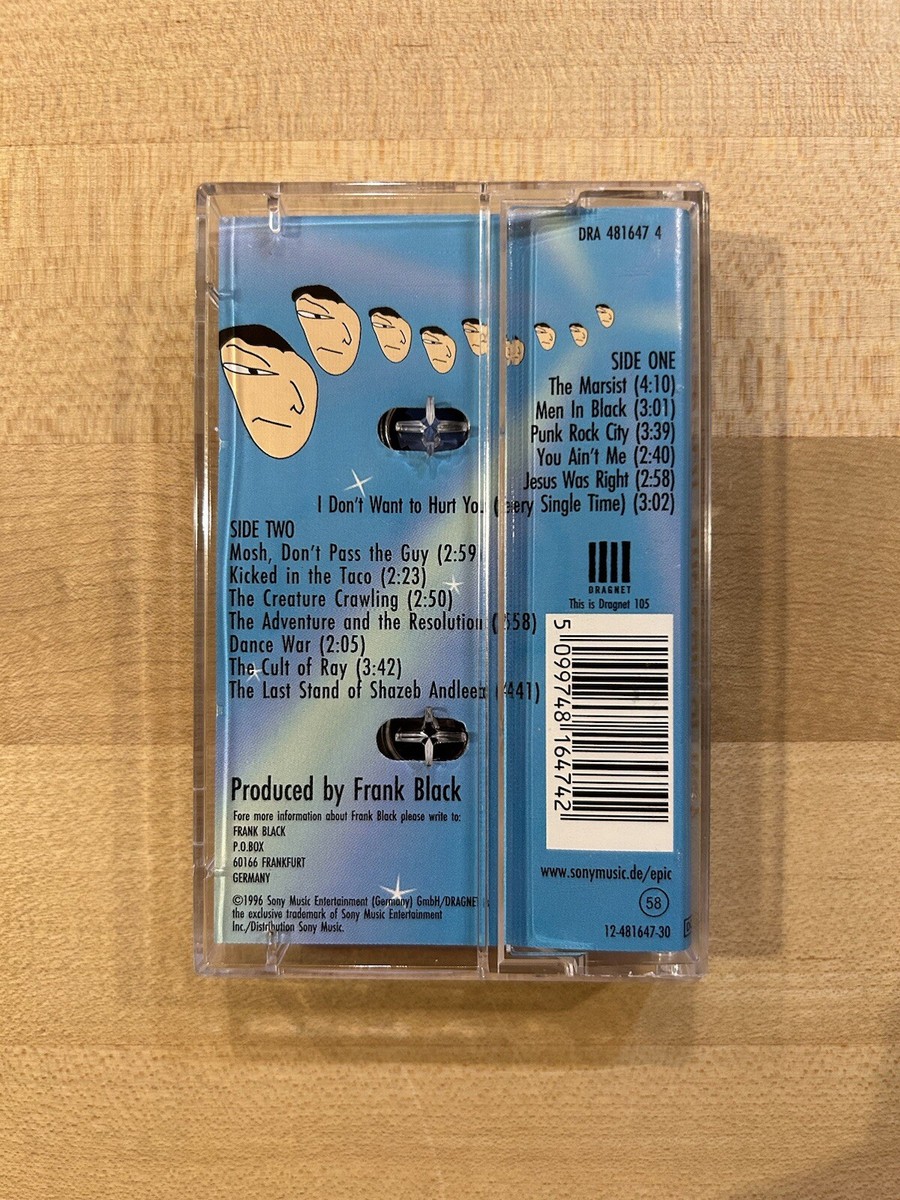 DRA 481647 4
SIDE ONE
The Marsist (4:10)
Men In Black (3:01)
Punk Rock City (3:39)
You Ain't Me (2:40)
Jesus Was Right (2:58)
I Don't Want to Hurt You (Every Single Time) (3:02)
SIDE TWO
Mosh, Don't Pass the Guy (2:59
Kicked in the Taco (2:23)
The Creature Crawling (2:50)
The Adventure and the Resolution 58)
Dance War (2:05)
The Cult of Ray (3:42)
The Last Stand of Shazeb Andleeb 41)
DRAGNET
This is Dragnet 105
5 099748 164742
Produced by Frank Black
Fore more information about Frank Black please write to:
FRANK BLACK
P.O.BOX
60166 FRANKFURT
GERMANY
©1996 Sony Music Entertainment (Germany) GmbH/DRAGNET
the exclusive trademark of Sony Music Entertainment
Inc./Distribution Sony Music.
www.sonymusic.de/epic
58
12-481647-30